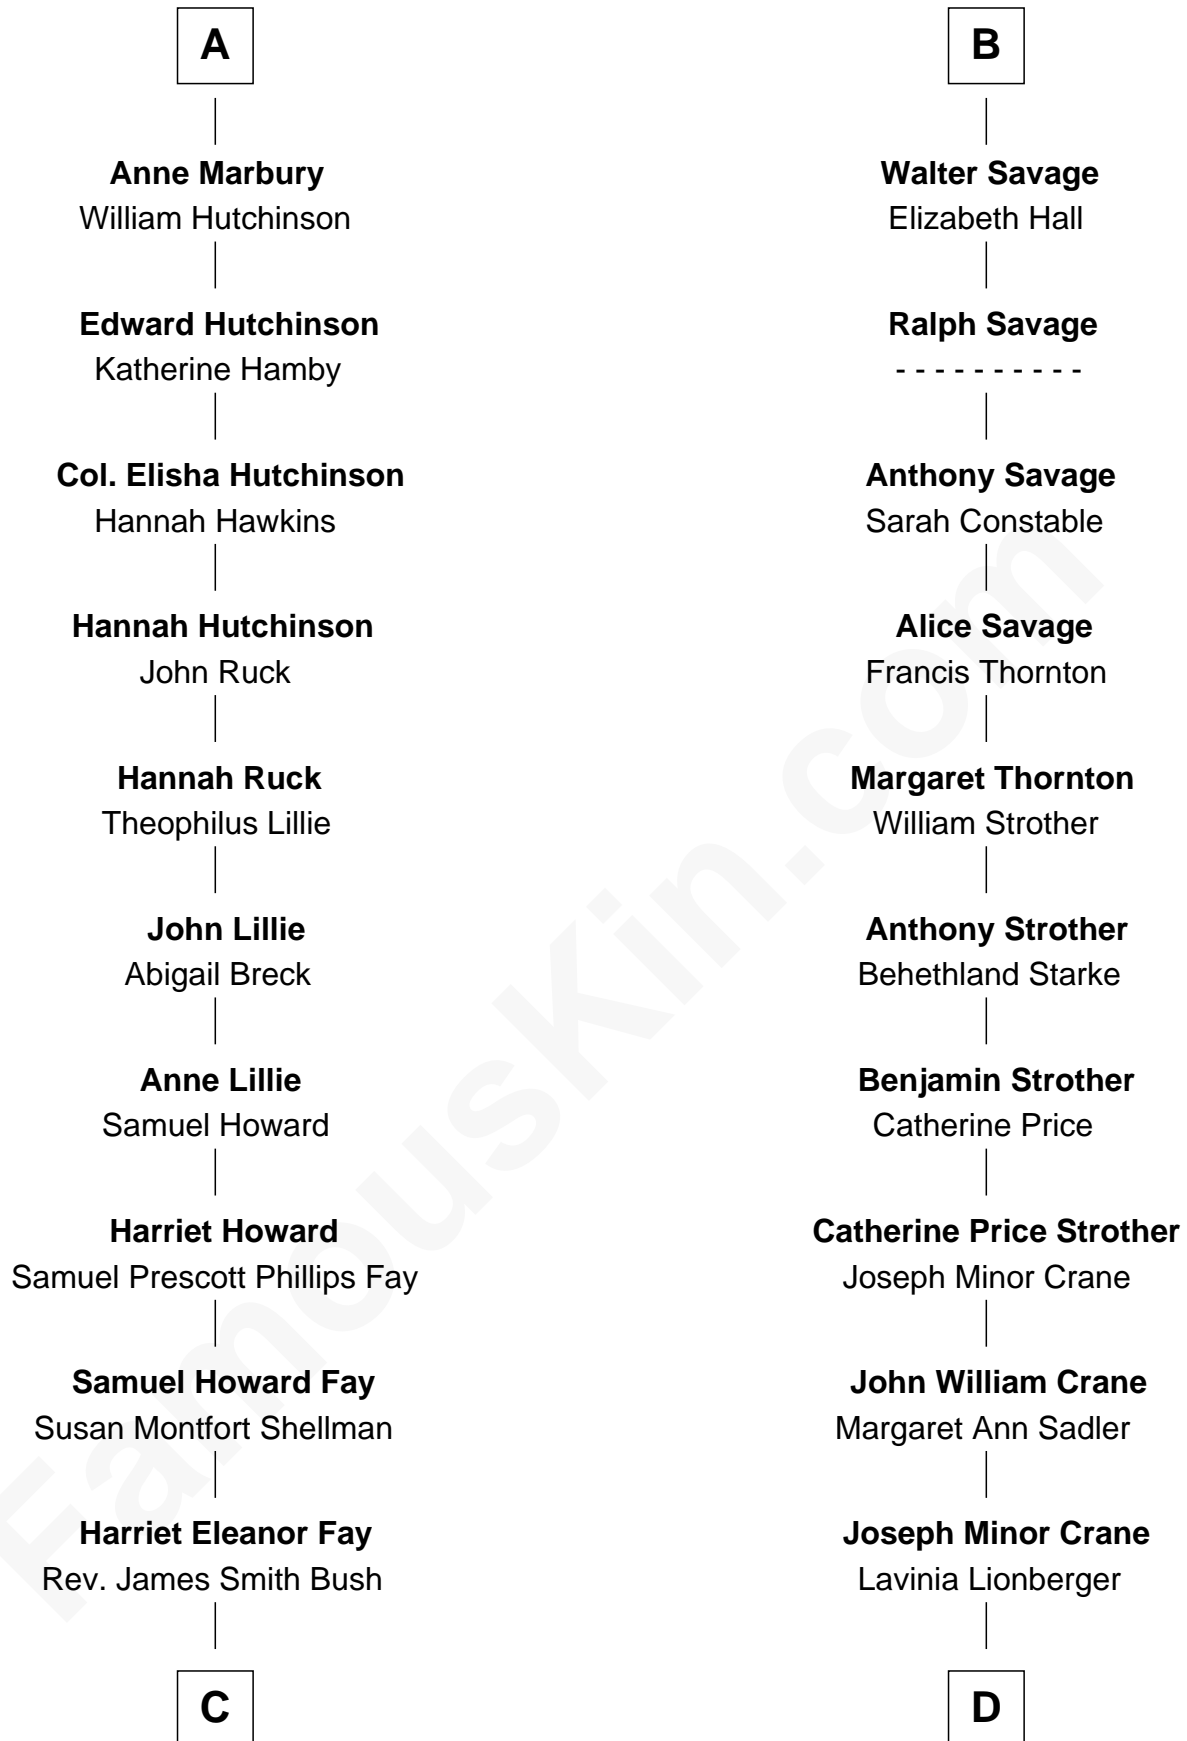 A
Anne Marbury
William Hutchinson
Edward Hutchinson
Katherine Hamby
Col. Elisha Hutchinson
Hannah Hawkins
Hannah Hutchinson
John Ruck
Hannah Ruck
Theophilus Lillie
John Lillie
Abigail Breck
Anne Lillie
Samuel Howard
Harriet Howard
Samuel Prescott Phillips Fay
Samuel Howard Fay
Susan Montfort Shellman
Harriet Eleanor Fay
Rev. James Smith Bush
C
B
Walter Savage
Elizabeth Hall
Ralph Savage
- - - - - - - - - -
Anthony Savage
Sarah Constable
Alice Savage
Francis Thornton
Margaret Thornton
William Strother
Anthony Strother
Behethland Starke
Benjamin Strother
Catherine Price
Catherine Price Strother
Joseph Minor Crane
John William Crane
Margaret Ann Sadler
Joseph Minor Crane
Lavinia Lionberger
D
FamousKin.com